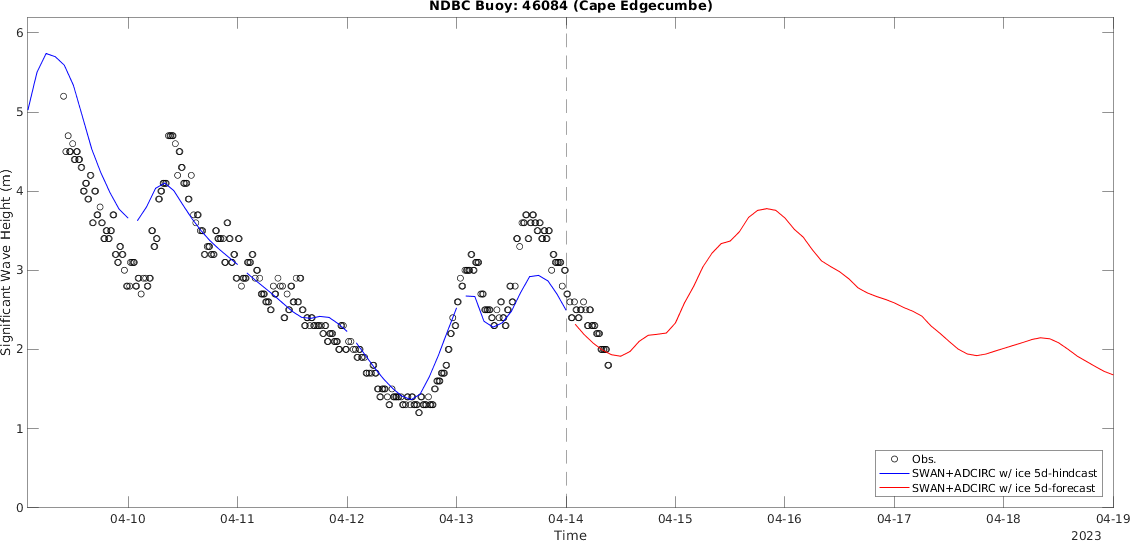 NDBC Buoy: 46084 (Cape Edgecumbe)
Significant Wave Height (m)
6
5
4
3
2
1
0
Obs.
SWAN+ADCIRC w/ ice 5d-hindcast
SWAN+ADCIRC w/ ice 5d-forecast
04-10 04-11 04-12 04-13 04-14 04-15 04-16 04-17 04-18 04-19
Time
2023